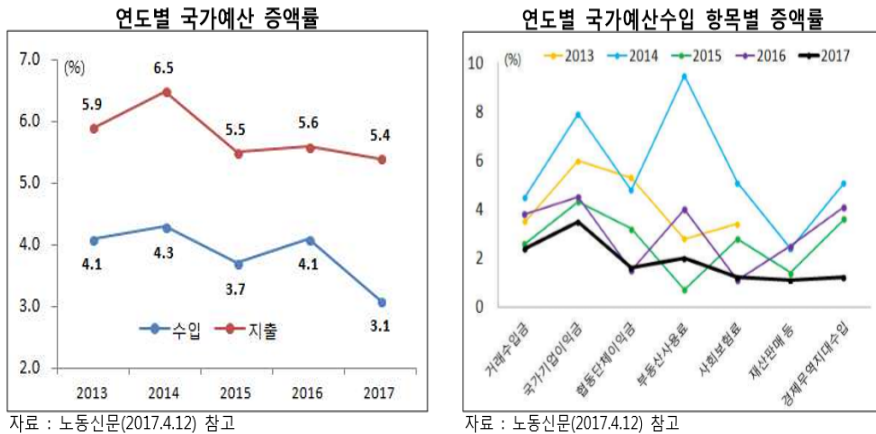 연도별 국가예산 증액률
(%)
7.0
6.0
5.0
4.0
3.0
2.0
5.9
6.5
5.5
5.6
5.4
4.1
4.3
3.7
4.1
3.1
수입 지출
2013 2014 2015 2016 2017
자료 : 노동신문(2017.4.12) 참고
연도별 국가예산수입 항목별 증액률
(%)
2013 2014 2015 2016 2017
10
8
6
4
2
0
거래수입금
국가기업이익금
협동단체이익금
부동산사용료
사회보험료
재산판매 등
경제무역지대수입
자료 : 노동신문(2017.4.12) 참고